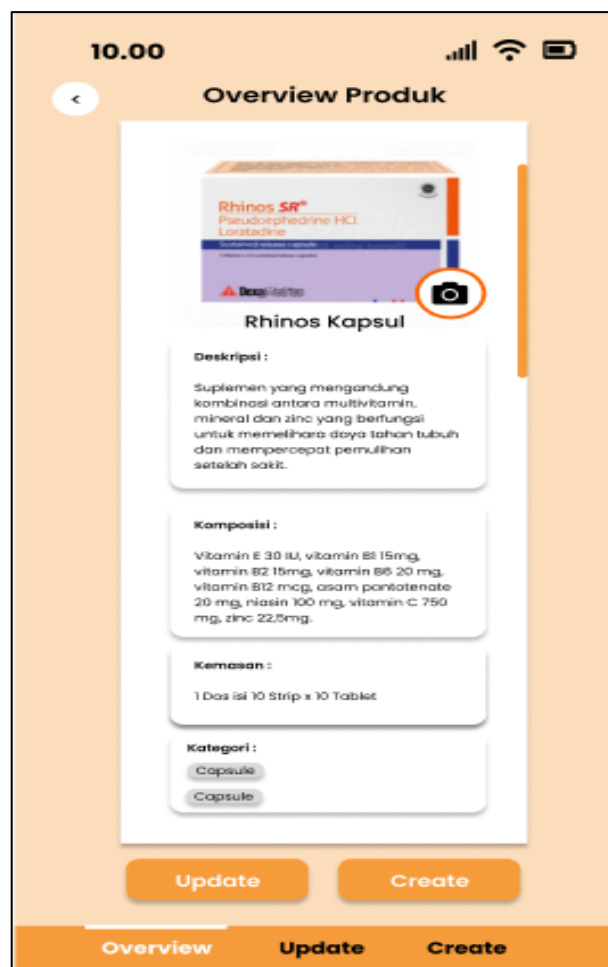 10.00
<
Overview Produk
Rhinos SR®
Pseudoephedrine HCl
Loratadine
Sustained release capsule
Dexa
Rhinos Kapsul
Deskripsi :
Suplemen yang mengandung
kombinasi antara multivitamin,
mineral dan zinc yang berfungsi
untuk memelihara daya tahan tubuh
dan mempercepat pemulihan
setelah sakit.
Komposisi :
Vitamin E 30 IU, vitamin B1 15mg,
vitamin B2 15mg, vitamin B6 20 mg,
vitamin B12 mcg, asam pantotenate
20 mg, niasin 100 mg, vitamin C 750
mg, zinc 22,5mg.
Kemasan :
1 Dos isi 10 Strip x 10 Tablet
Kategori :
Capsule
Capsule
Update Create
Overview Update Create